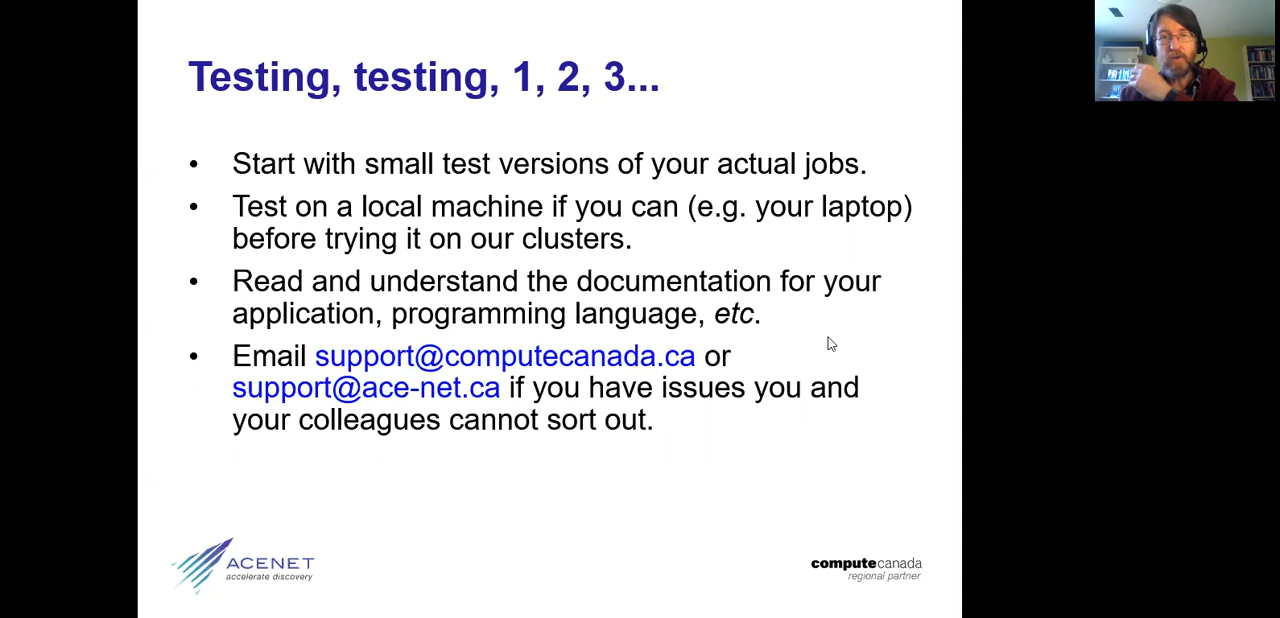 Testing, testing, 1, 2, 3...
• Start with small test versions of your actual jobs.
• Test on a local machine if you can (e.g. your laptop)
before trying it on our clusters.
• Read and understand the documentation for your
application, programming language, etc.
• Email support@computecanada.ca or
support@ace-net.ca if you have issues you and
your colleagues cannot sort out.
ACENET
accelerate discovery
computecanada
regional partner